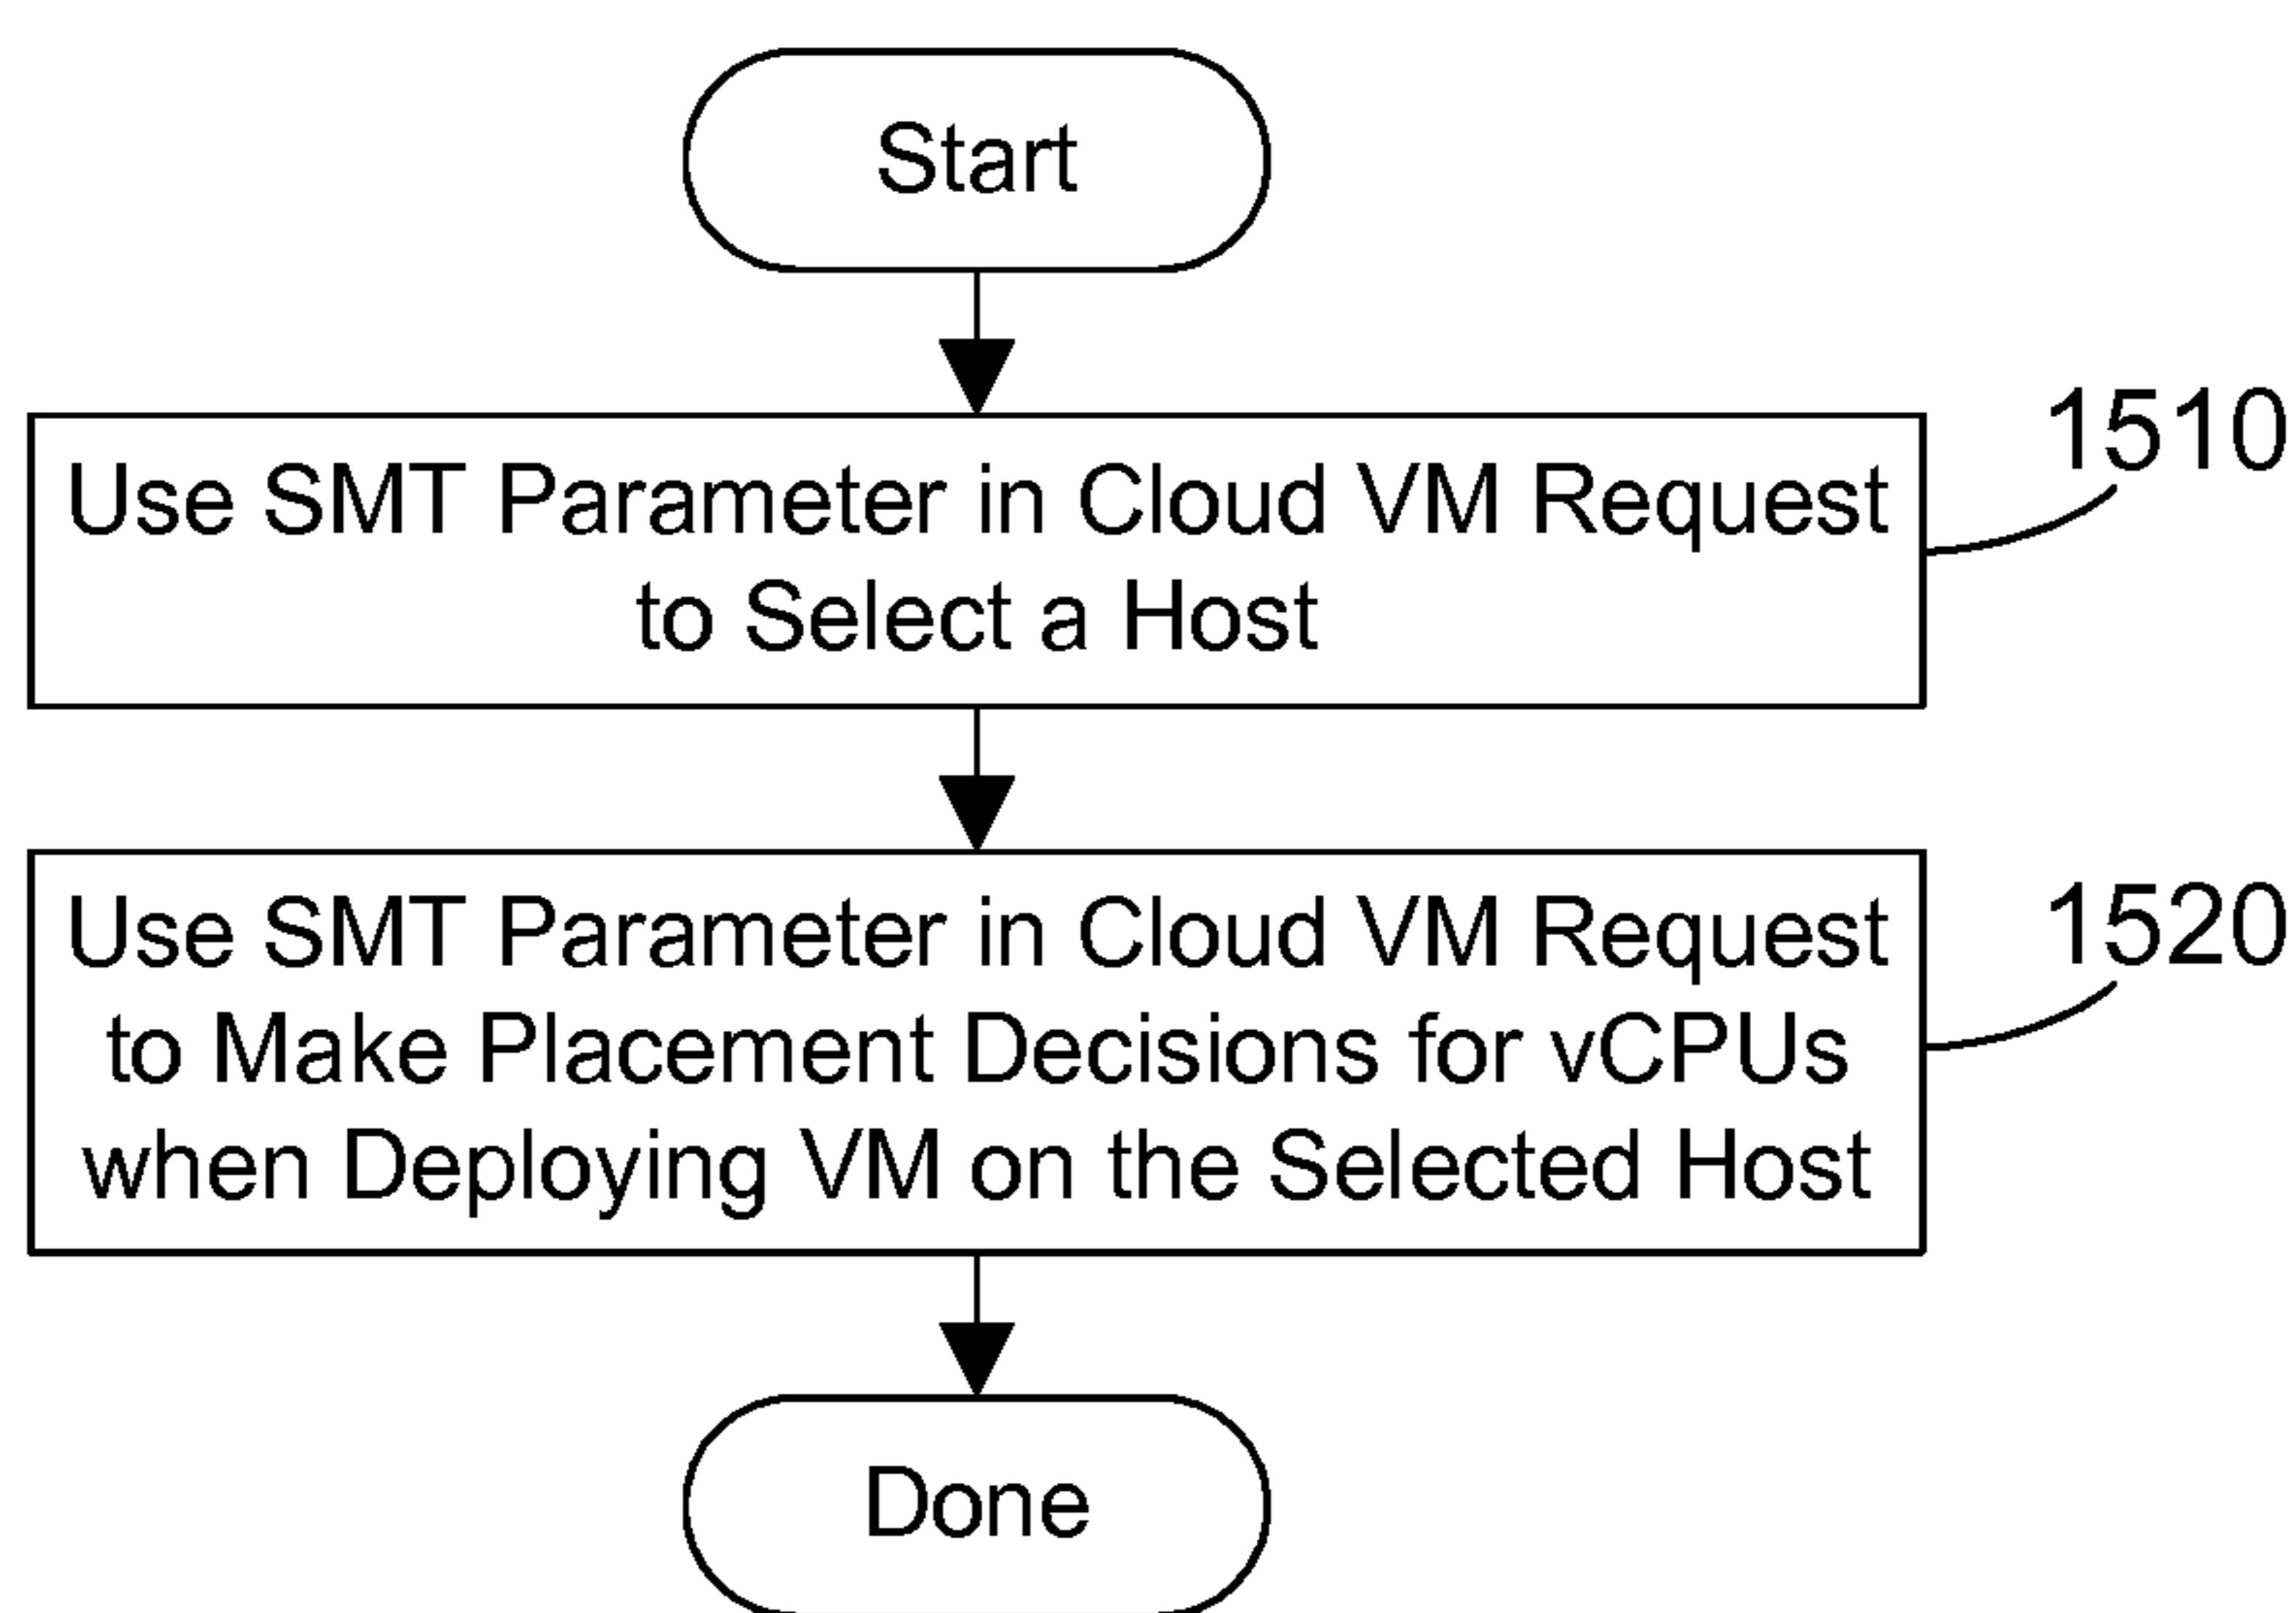 Start
1510
Use SMT Parameter in Cloud VM Request
to Select a Host
1520
Use SMT Parameter in Cloud VM Request
to Make Placement Decisions for vCPUs
when Deploying VM on the Selected Host
Done